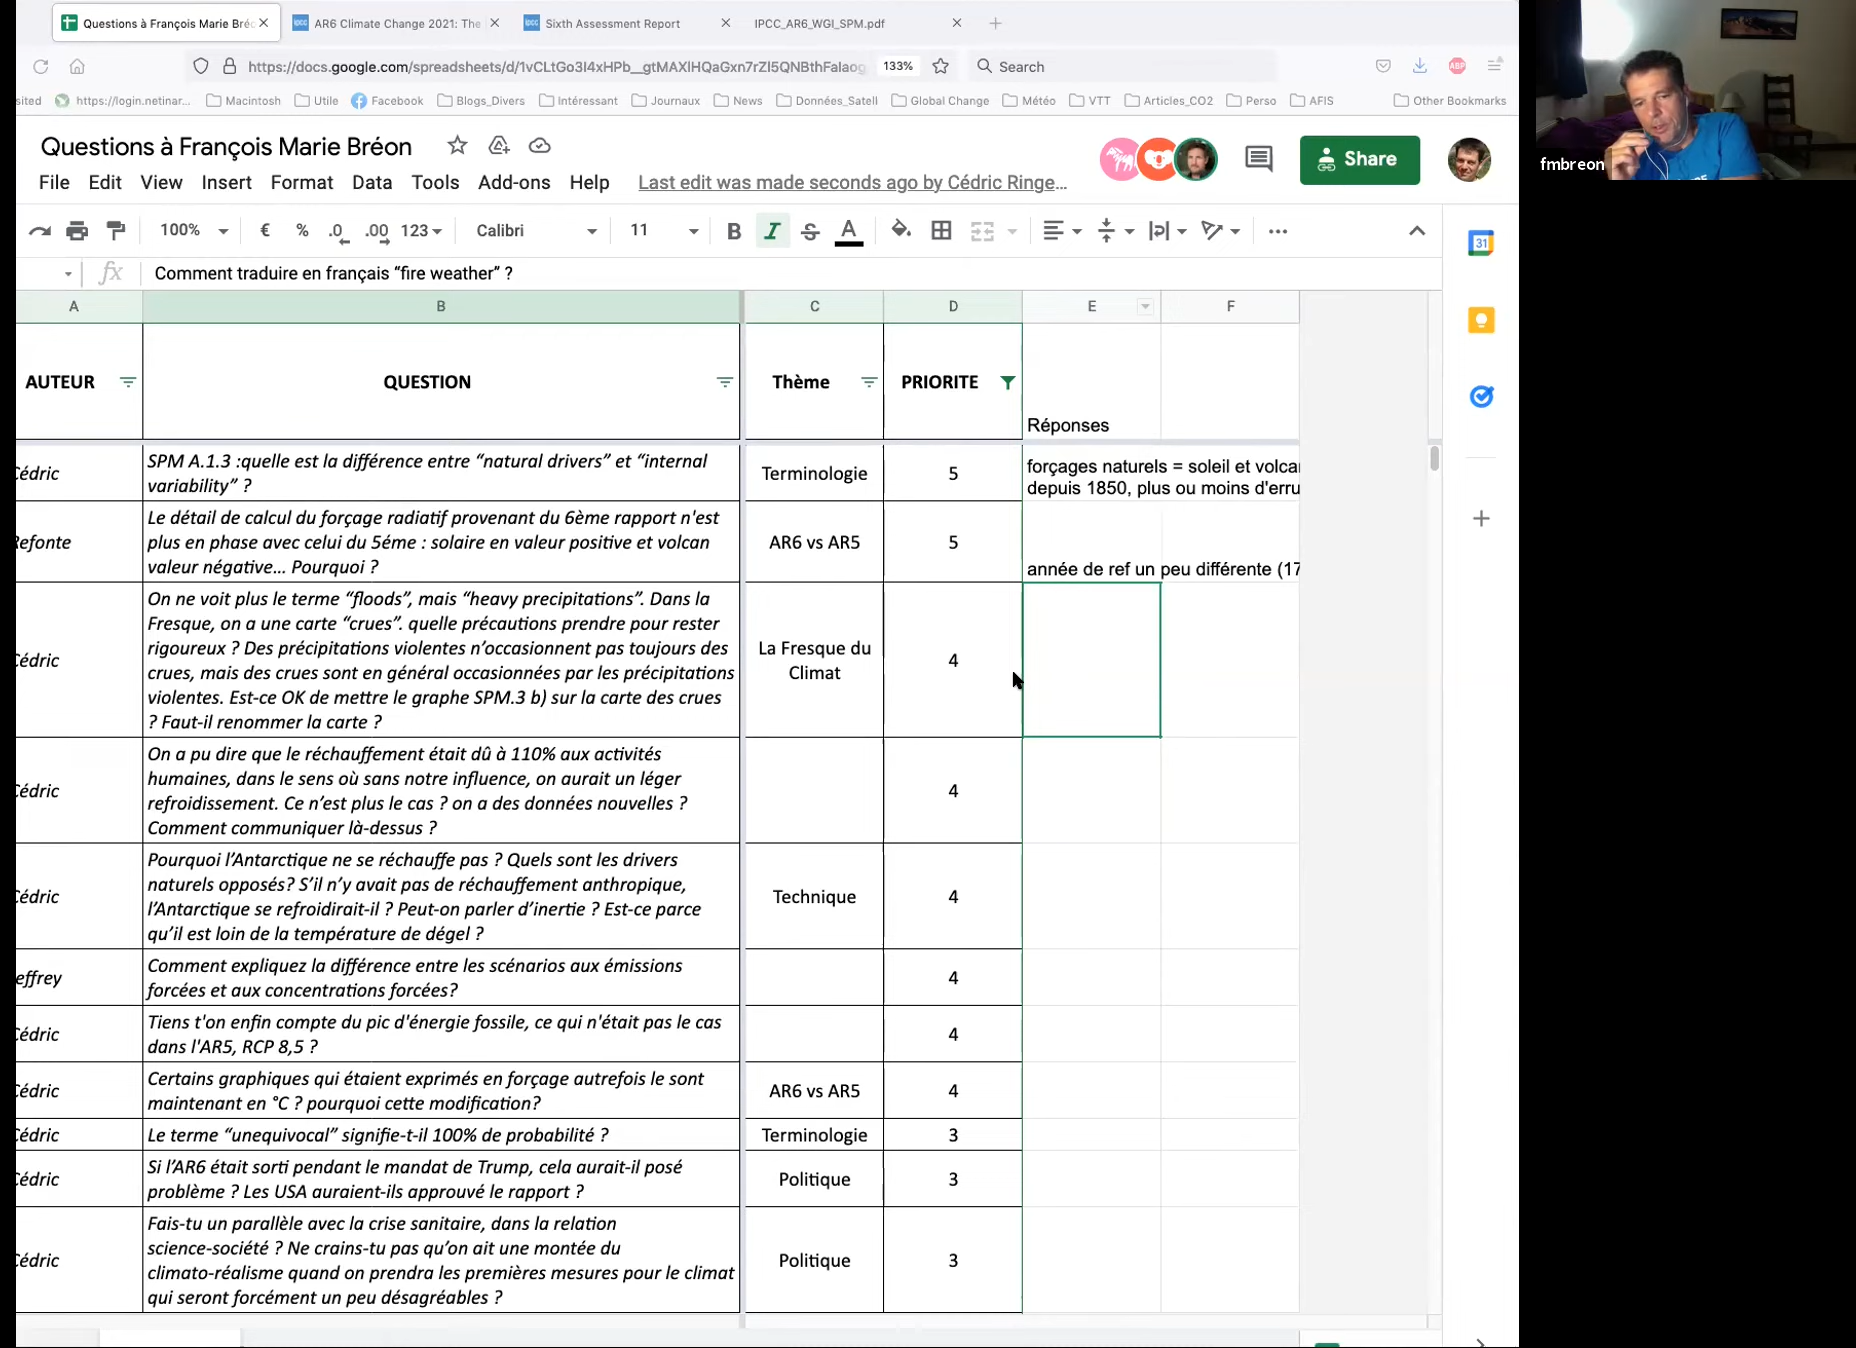 Questions à François Marie Bré
AR6 Climate Change 2021: The
Sixth Assessment Report
IPCC_AR6_WGI_SPM.pdf
133%
Search
sited
https://login.netinar...
Macintosh
Utile
Facebook
Blogs_Divers
Intéressant
Journaux
News
Données_Satell
Global Change
Météo
VTT
Articles_CO2
Perso
AFIS
Other Bookmarks
Questions à François Marie Bréon
Share
File Edit View Insert Format Data Tools Add-ons Help
Last edit was made seconds ago by Cédric Ringe...
100% € % .0 .00 123 Calibri 11 B I S A
fx Comment traduire en français “fire weather” ?
A B C D E F
AUTEUR QUESTION Thème PRIORITE Réponses
Cédric
SPM A.1.3 :quelle est la différence entre “natural drivers” et “internal
variability” ?
Terminologie
5
forçages naturels = soleil et volca
depuis 1850, plus ou moins d'erru
Refonte
Le détail de calcul du forçage radiatif provenant du 6ème rapport n'est
plus en phase avec celui du 5éme : solaire en valeur positive et volcan
valeur négative... Pourquoi ?
AR6 vs AR5
5
année de ref un peu différente (17
Cédric
On ne voit plus le terme “floods”, mais “heavy precipitations”. Dans la
Fresque, on a une carte “crues”. quelle précautions prendre pour rester
rigoureux ? Des précipitations violentes n’occasionnent pas toujours des
crues, mais des crues sont en général occasionnées par les précipitations
violentes. Est-ce OK de mettre le graphe SPM.3 b) sur la carte des crues
? Faut-il renommer la carte ?
La Fresque du
Climat
4
Cédric
On a pu dire que le réchauffement était dû à 110% aux activités
humaines, dans le sens où sans notre influence, on aurait un léger
refroidissement. Ce n’est plus le cas ? on a des données nouvelles ?
Comment communiquer là-dessus ?
4
Cédric
Pourquoi l’Antarctique ne se réchauffe pas ? Quels sont les drivers
naturels opposés? S’il n’y avait pas de réchauffement anthropique,
l’Antarctique se refroidirait-il ? Peut-on parler d’inertie ? Est-ce parce
qu’il est loin de la température de dégel ?
Technique
4
effrey
Comment expliquez la différence entre les scénarios aux émissions
forcées et aux concentrations forcées?
4
Cédric
Tiens t'on enfin compte du pic d'énergie fossile, ce qui n'était pas le cas
dans l'AR5, RCP 8,5 ?
4
Cédric
Certains graphiques qui étaient exprimés en forçage autrefois le sont
maintenant en °C ? pourquoi cette modification?
AR6 vs AR5
4
Cédric
Le terme “unequivocal” signifie-t-il 100% de probabilité ?
Terminologie
3
Cédric
Si l’AR6 était sorti pendant le mandat de Trump, cela aurait-il posé
problème ? Les USA auraient-ils approuvé le rapport ?
Politique
3
Cédric
Fais-tu un parallèle avec la crise sanitaire, dans la relation
science-société ? Ne crains-tu pas qu’on ait une montée du
climato-réalisme quand on prendra les premières mesures pour le climat
qui seront forcément un peu désagréables ?
Politique
3
31
ABP
fmbreon